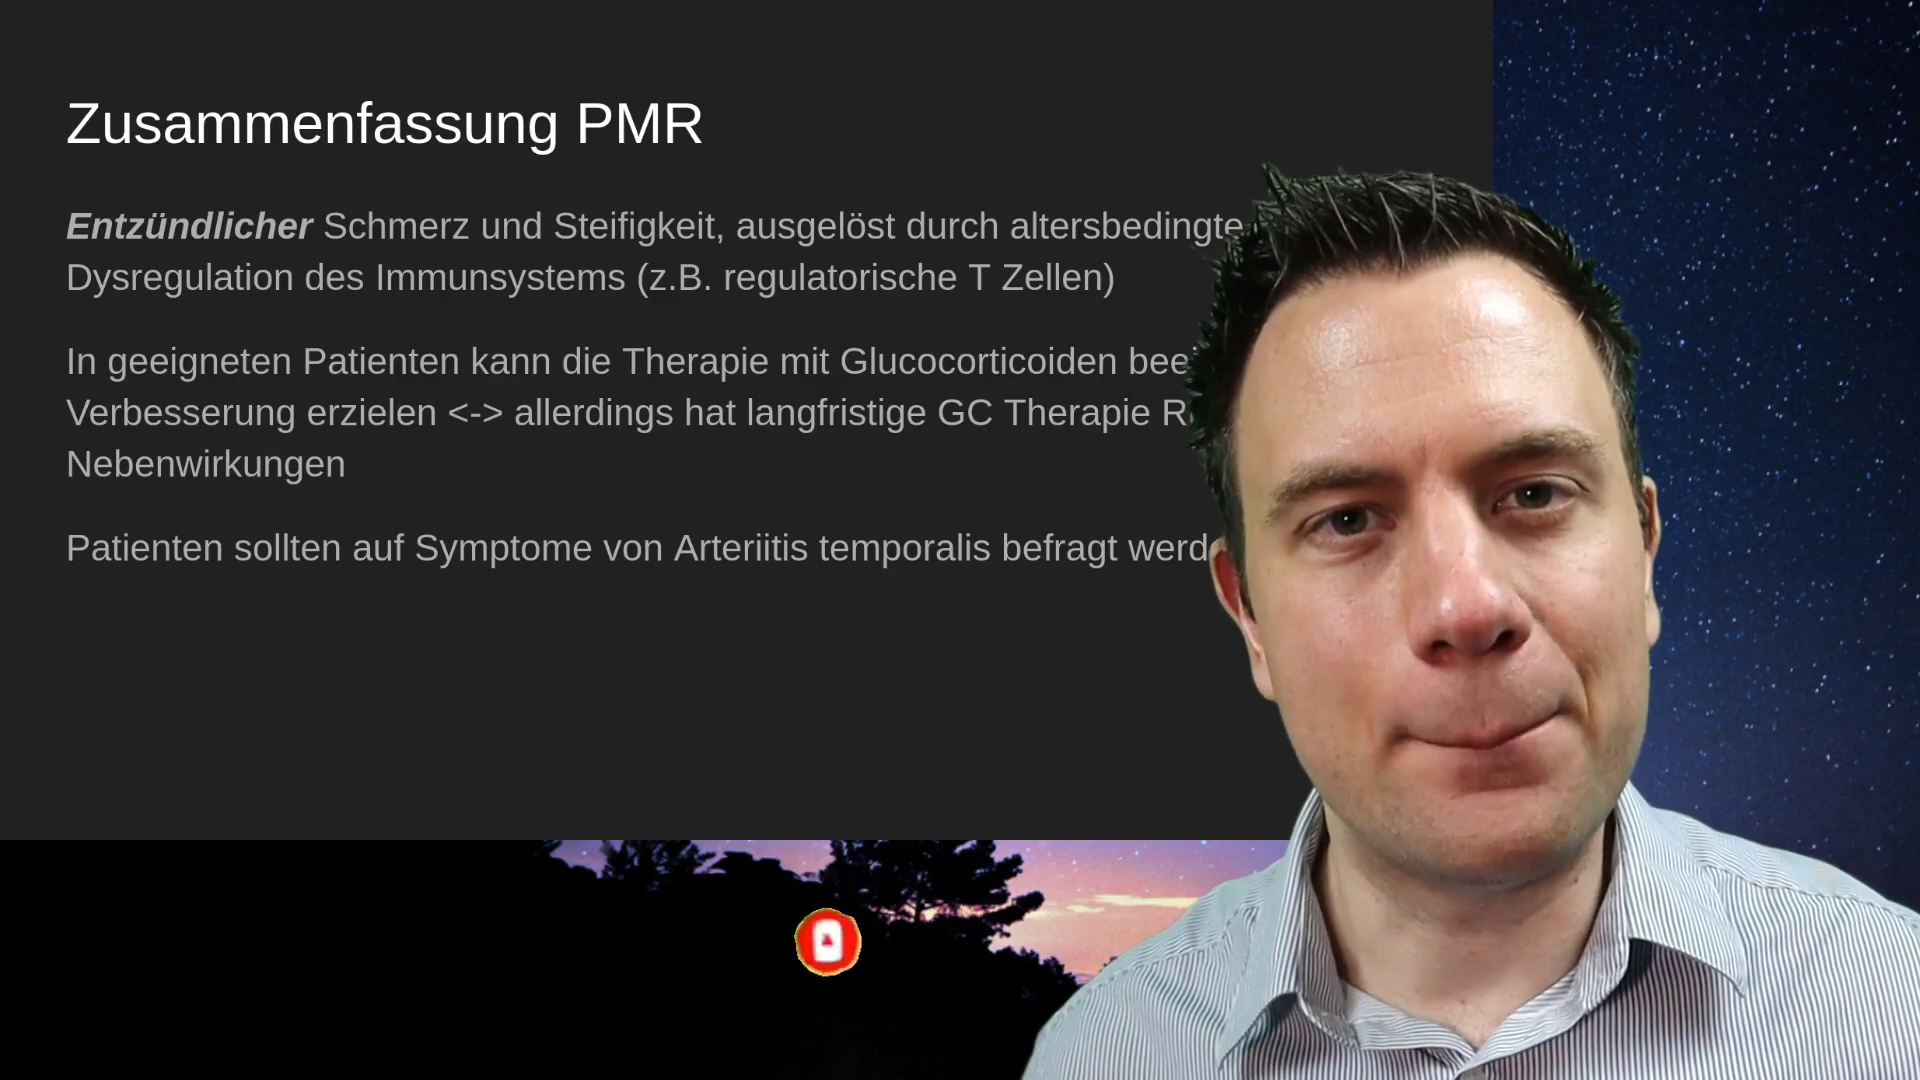 Zusammenfassung PMR
Entzündlicher Schmerz und Steifigkeit, ausgelöst durch altersbedingte
Dysregulation des Immunsystems (z.B. regulatorische T Zellen)
In geeigneten Patienten kann die Therapie mit Glucocorticoiden
Verbesserung erzielen <-> allerdings hat langfristige GC Therapie
Nebenwirkungen
Patienten sollten auf Symptome von Arteriitis temporalis befragt